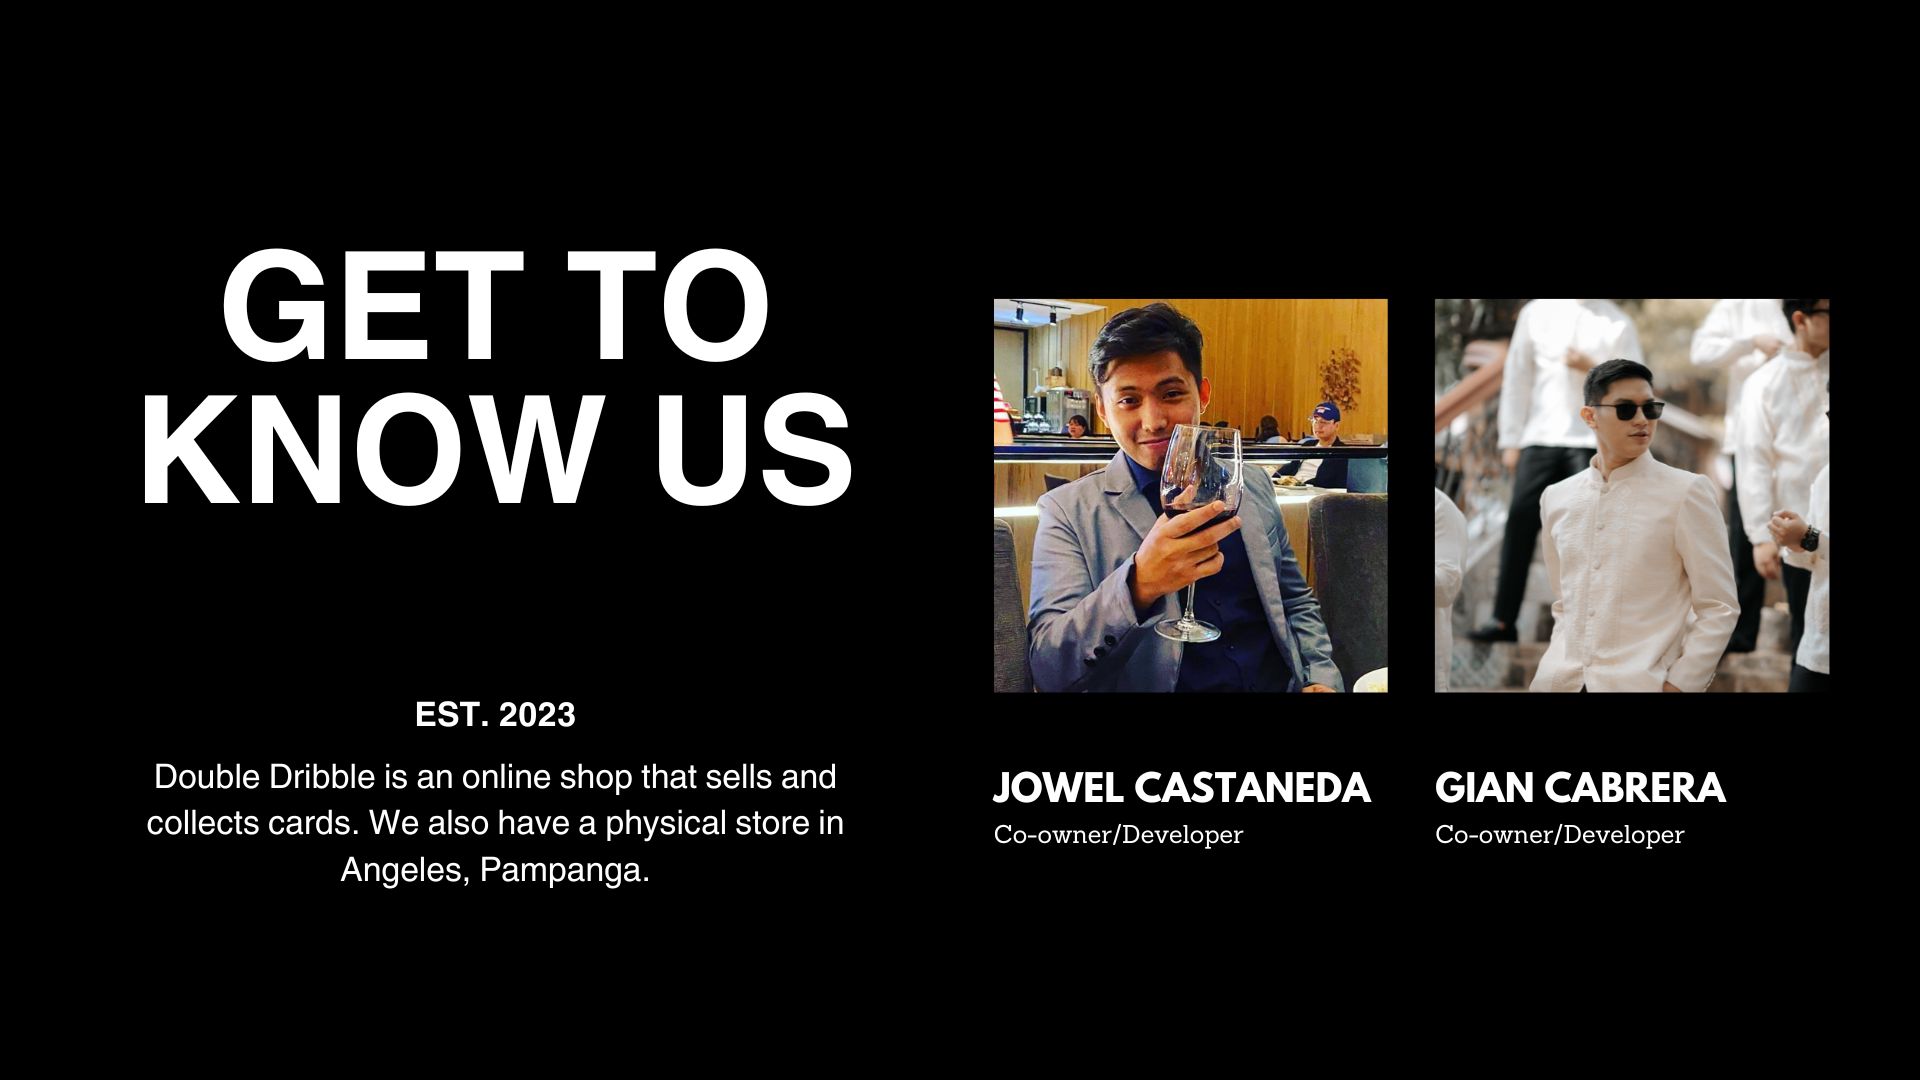 GET TO
KNOW US
EST. 2023
Double Dribble is an online shop that sells and
collects cards. We also have a physical store in
Angeles, Pampanga.
JOWEL CASTANEDA
Co-owner/Developer
GIAN CABRERA
Co-owner/Developer